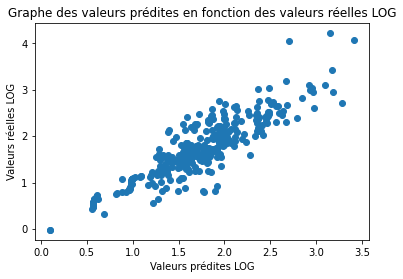 Graphe des valeurs prédites en fonction des valeurs réelles LOG
Valeurs réelles LOG
4
3
2
1
0
0.0 0.5 1.0 1.5 2.0 2.5 3.0 3.5
Valeurs prédites LOG